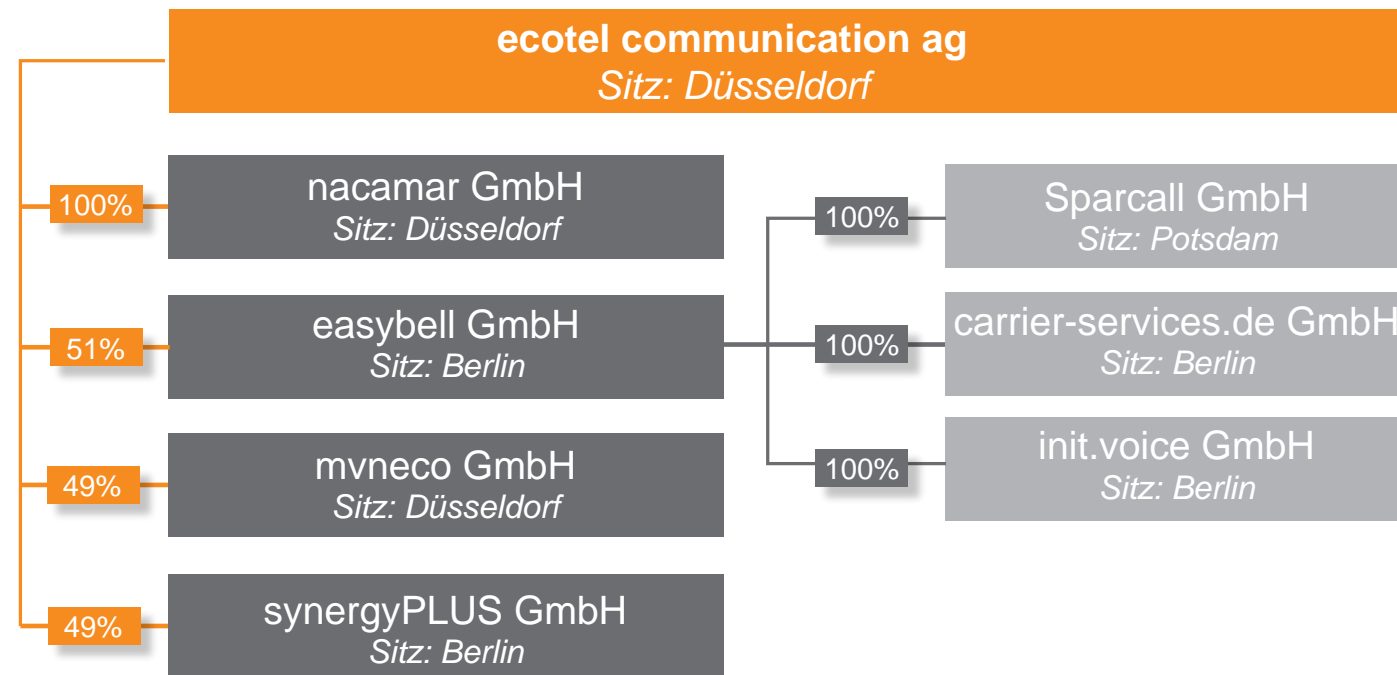 ecotel communication ag
Sitz: Düsseldorf
100%
nacamar GmbH
Sitz: Düsseldorf
51%
easybell GmbH
Sitz: Berlin
49%
mvneco GmbH
Sitz: Düsseldorf
49%
synergyPLUS GmbH
Sitz: Berlin
100%
Sparcall GmbH
Sitz: Potsdam
100%
carrier-services.de GmbH
Sitz: Berlin
100%
init.voice GmbH
Sitz: Berlin